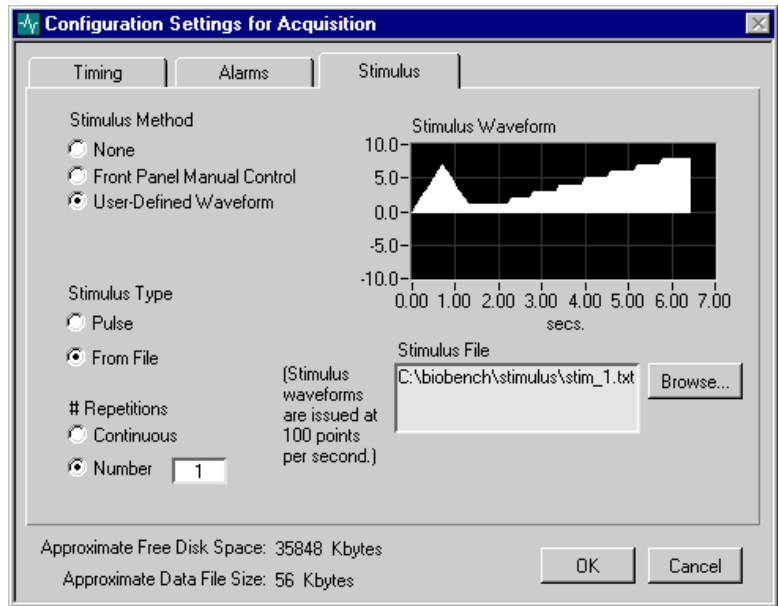 Configuration Settings for Acquisition
Timing
Alarms
Stimulus
Stimulus Method
None
Front Panel Manual Control
User-Defined Waveform
Stimulus Waveform
10.0
5.0
0.0
-5.0
-10.0
0.00 1.00 2.00 3.00 4.00 5.00 6.00 7.00
secs.
Stimulus Type
Pulse
From File
# Repetitions
Continuous
Number 1
(Stimulus
waveforms
are issued at
100 points
per second.)
Stimulus File
C:\biobench\stimulus\stim_1.txt
Browse...
Approximate Free Disk Space: 35848 Kbytes
Approximate Data File Size: 56 Kbytes
OK
Cancel